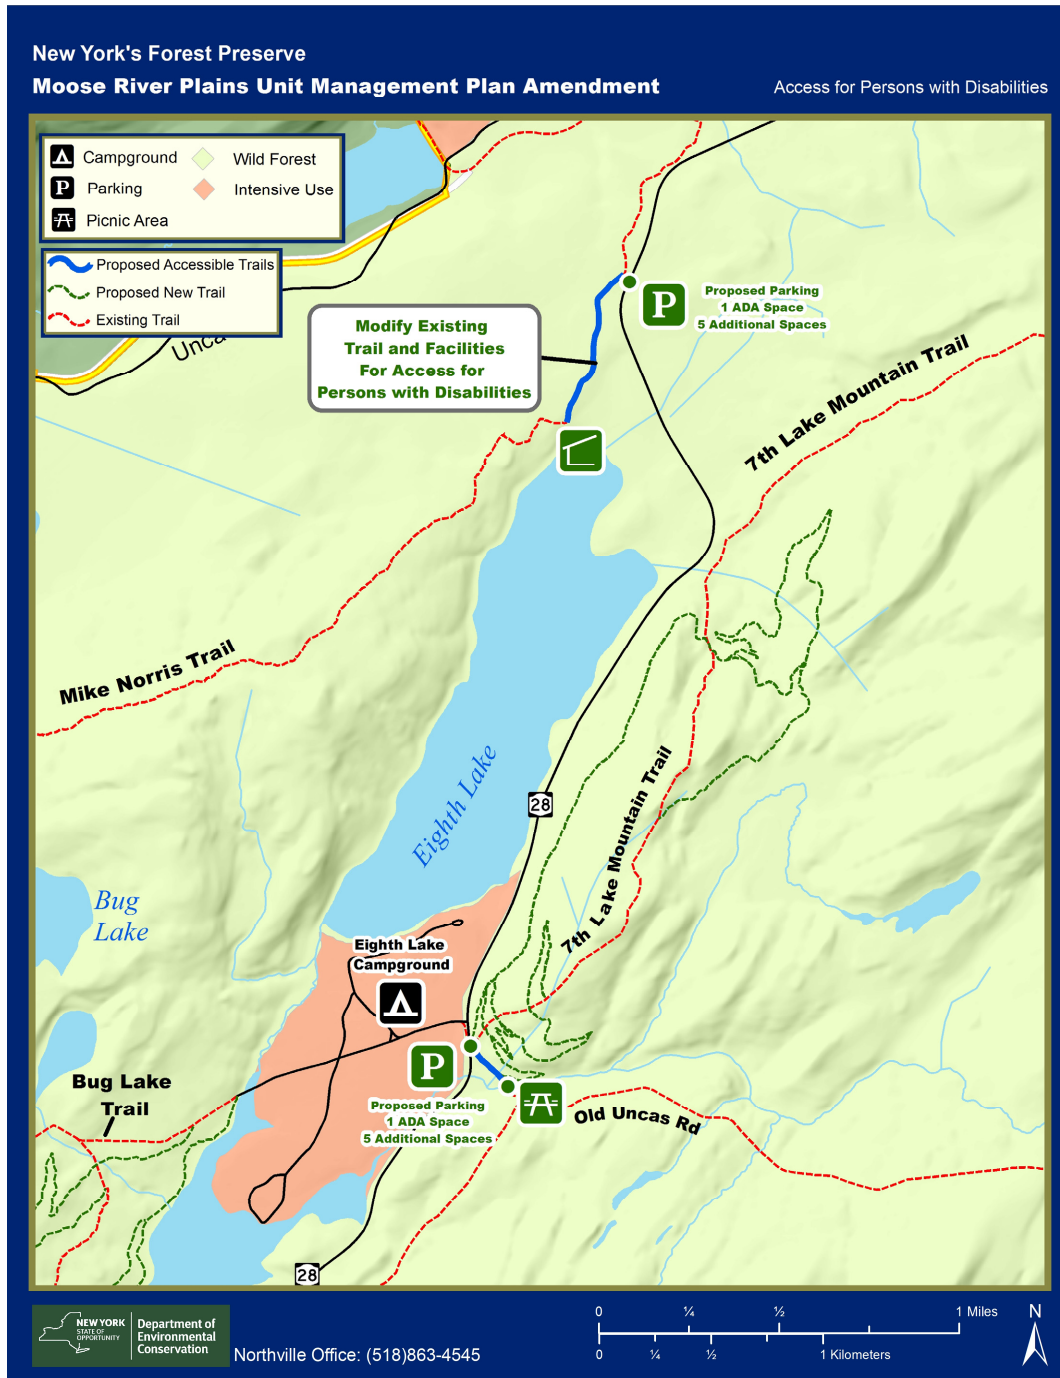 New York's Forest Preserve
Moose River Plains Unit Management Plan Amendment
Access for Persons with Disabilities
Campground
Wild Forest
P
Parking
Intensive Use
Picnic Area
Proposed Accessible Trails
Proposed New Trail
Existing Trail
Modify Existing
Trail and Facilities
For Access for
Persons with Disabilities
P
Proposed Parking
1 ADA Space
5 Additional Spaces
7th Lake Mountain Trail
Mike Norris Trail
Eighth Lake
28
7th Lake Mountain Trail
Bug
Lake
Eighth Lake
Campground
P
Proposed Parking
1 ADA Space
5 Additional Spaces
Bug Lake
Trail
Old Uncas Rd
28
NEW YORK
STATE OF
OPPORTUNITY
Department of
Environmental
Conservation
Northville Office: (518)863-4545
0 ¼ ½ 1 Miles
0 ¼ ½ 1 Kilometers
N